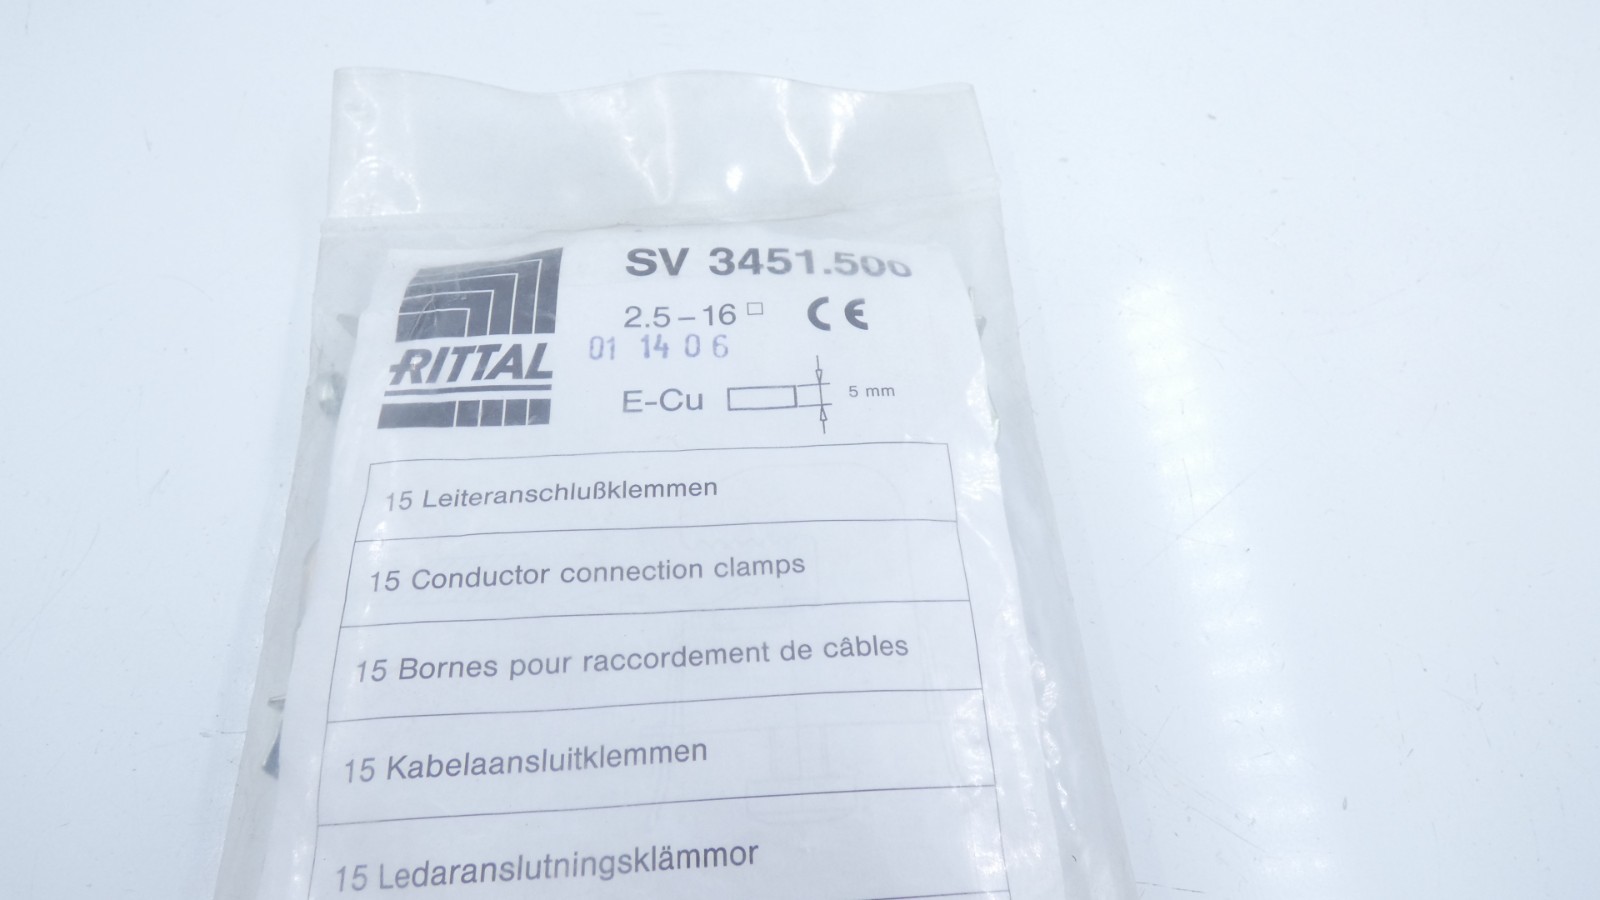 SV 3451.500
2.5–16 □ CE
RITTAL
01 14 06
E-Cu 5 mm
15 Leiteranschlußklemmen
15 Conductor connection clamps
15 Bornes pour raccordement de câbles
15 Kabelaansluitklemmen
15 Ledaranslutningsklämmor